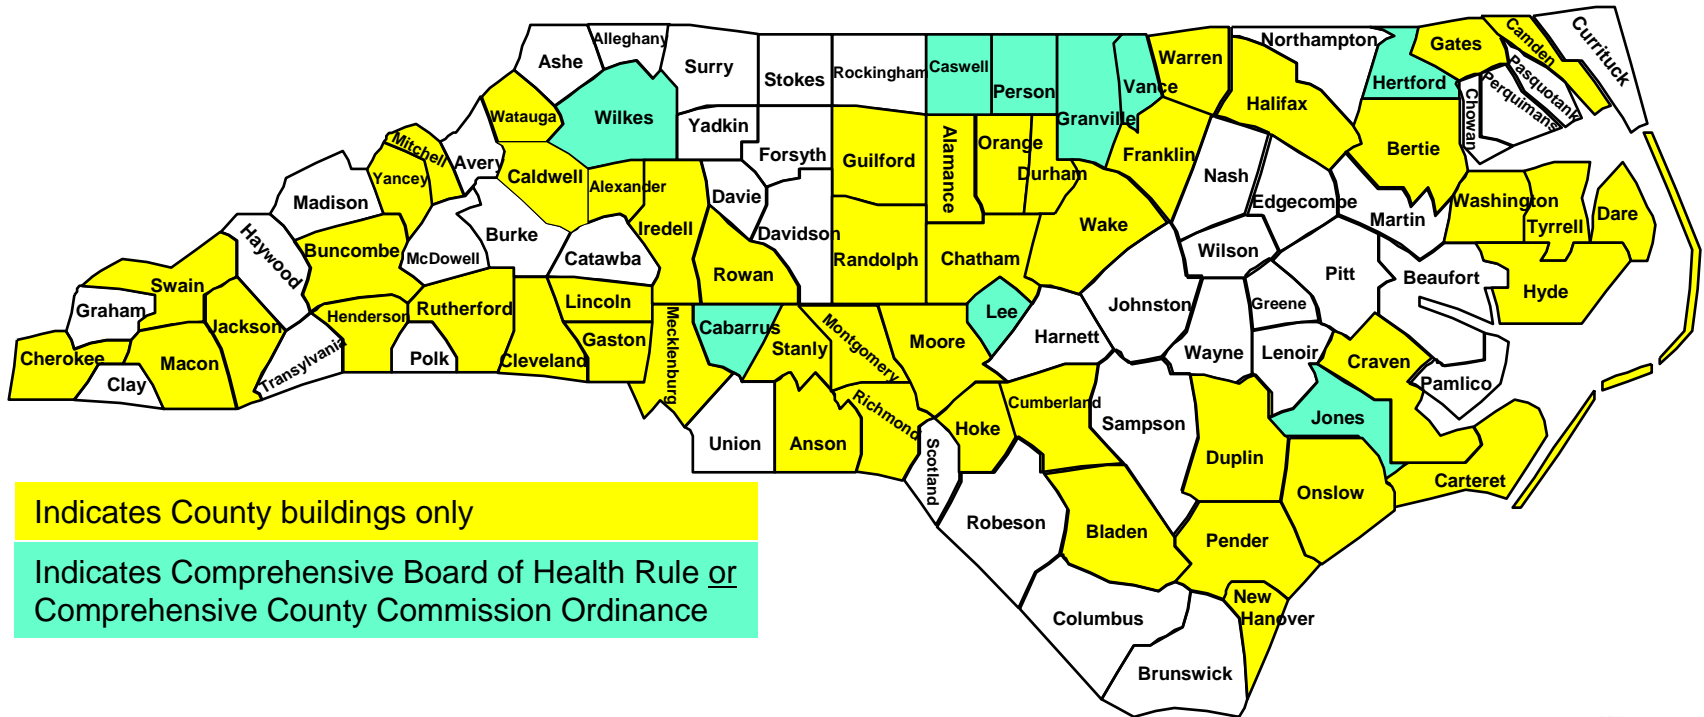 Alleghany
Northampton
Camden
Currituck
Ashe
Surry
Stokes
Rockingham
Caswell
Person
Vance
Warren
Hertford
Gates
Pasquotank
Perquimans
Chowan
Watauga
Wilkes
Yadkin
Forsyth
Guilford
Alamance
Orange
Durham
Granville
Franklin
Halifax
Bertie
Mitchell
Avery
Yancey
Caldwell
Alexander
Davie
Nash
Edgecombe
Martin
Washington
Tyrrell
Dare
Madison
Haywood
Buncombe
McDowell
Burke
Catawba
Iredell
Rowan
Davidson
Randolph
Chatham
Wake
Wilson
Pitt
Beaufort
Hyde
Swain
Graham
Jackson
Henderson
Rutherford
Lincoln
Gaston
Mecklenburg
Cabarrus
Stanly
Montgomery
Moore
Lee
Harnett
Johnston
Greene
Wayne
Lenoir
Craven
Pamlico
Cherokee
Clay
Macon
Transylvania
Polk
Cleveland
Union
Anson
Richmond
Scotland
Hoke
Cumberland
Sampson
Duplin
Jones
Onslow
Carteret
Robeson
Bladen
Pender
Columbus
New
Hanover
Brunswick
Indicates County buildings only
Indicates Comprehensive Board of Health Rule or
Comprehensive County Commission Ordinance